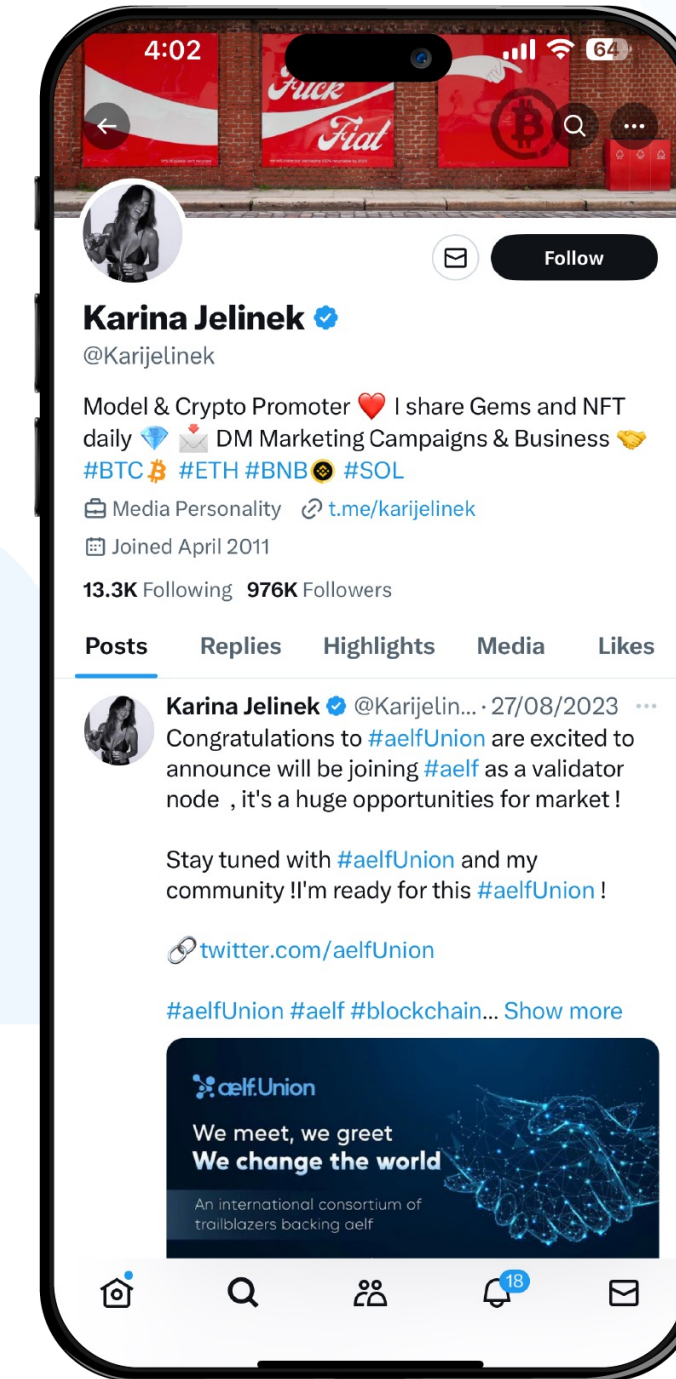 4:02
64
Fuck
Fiat
Follow
Karina Jelinek
@Karijelinek
Model & Crypto Promoter ❤️ I share Gems and NFT
daily 💎 📩 DM Marketing Campaigns & Business 🤝
#BTC #ETH #BNB #SOL
Media Personality t.me/karijelinek
Joined April 2011
13.3K Following 976K Followers
Posts Replies Highlights Media Likes
Karina Jelinek @Karijelin... · 27/08/2023 ...
Congratulations to #aelfUnion are excited to
announce will be joining #aelf as a validator
node , it's a huge opportunities for market !
Stay tuned with #aelfUnion and my
community !I'm ready for this #aelfUnion !
🔗twitter.com/aelfUnion
#aelfUnion #aelf #blockchain... Show more
ælf.Union
We meet, we greet
We change the world
An international consortium of
trailblazers backing aelf
18